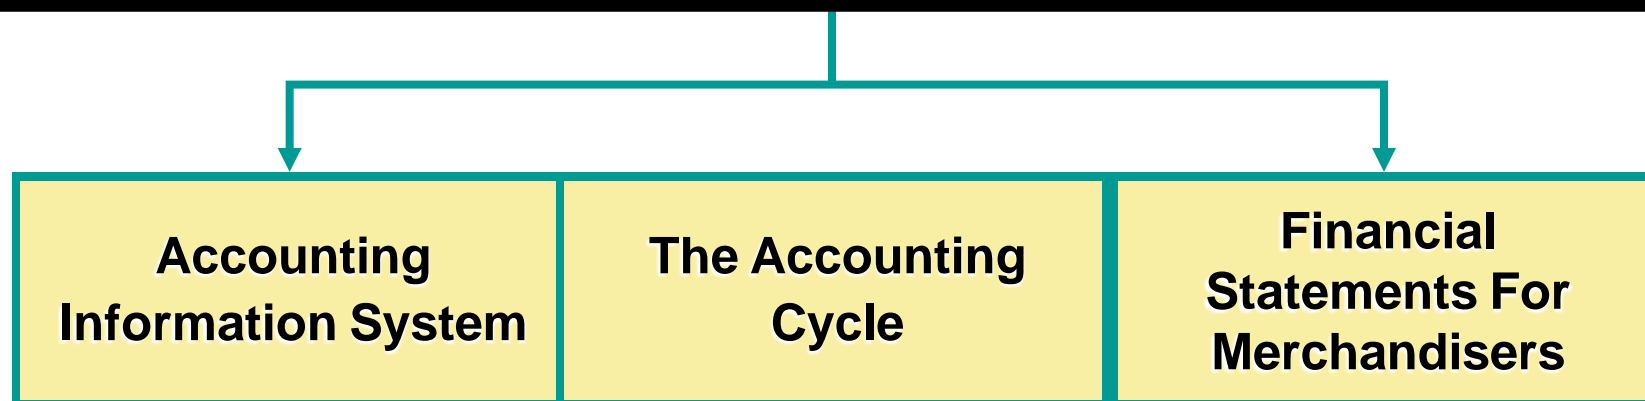 Accounting
Information System
The Accounting
Cycle
Financial
Statements For
Merchandisers